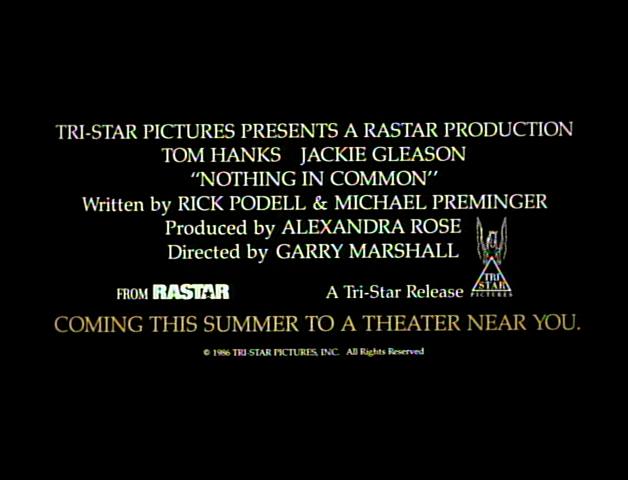 TRI-STAR PICTURES PRESENTS A RASTAR PRODUCTION
TOM HANKS JACKIE GLEASON
"NOTHING IN COMMON"
Written by RICK PODELL & MICHAEL PREMINGER
Produced by ALEXANDRA ROSE
Directed by GARRY MARSHALL
FROM RASTAR A Tri-Star Release
TRI
STAR
PICTURES
COMING THIS SUMMER TO A THEATER NEAR YOU.
© 1986 TRI-STAR PICTURES, INC. All Rights Reserved